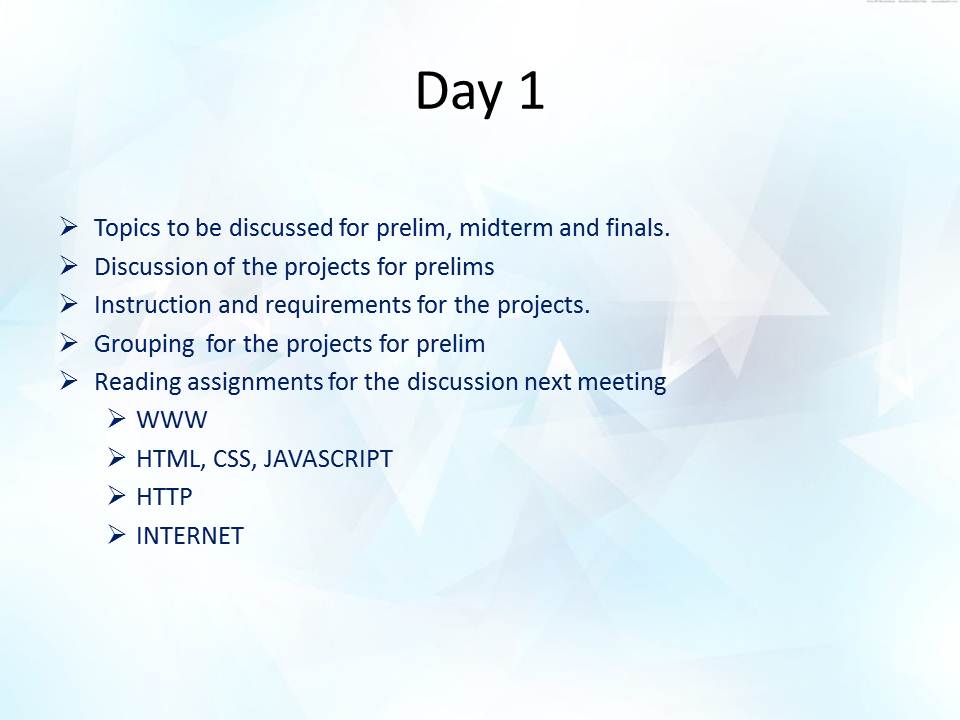 Day 1
Topics to be discussed for prelim, midterm and finals.
Discussion of the projects for prelims
Instruction and requirements for the projects.
Grouping  for the projects for prelim
Reading assignments for the discussion next meeting
WWW
HTML, CSS, JAVASCRIPT
HTTP
INTERNET